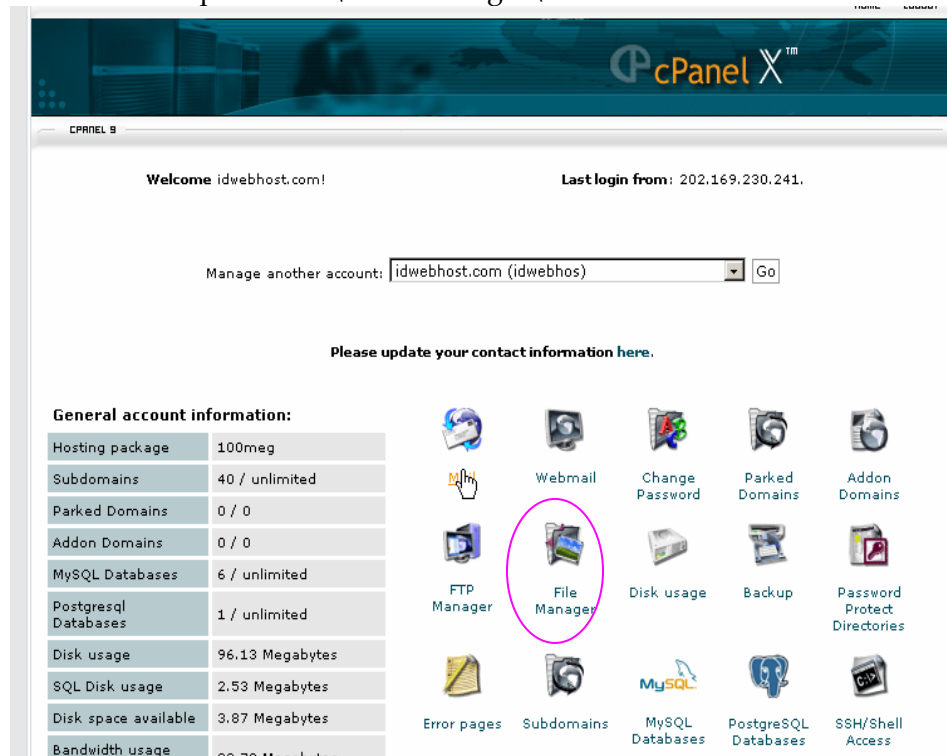 cPanel X™
CPANEL 9
Welcome idwebhost.com!
Last login from: 202.169.230.241.
Manage another account: idwebhost.com (idwebhos) Go
Please update your contact information here.
General account information:
Hosting package 100meg
Subdomains 40 / unlimited
Parked Domains 0 / 0
Addon Domains 0 / 0
MySQL Databases 6 / unlimited
Postgresql
Databases 1 / unlimited
Disk usage 96.13 Megabytes
SQL Disk usage 2.53 Megabytes
Disk space available 3.87 Megabytes
Bandwidth usage
Webmail
Change
Password
Parked
Domains
Addon
Domains
FTP
Manager
File
Manager
Disk usage
Backup
Password
Protect
Directories
Error pages
Subdomains
MySQL
MySQL
Databases
PostgreSQL
Databases
SSH/Shell
Access